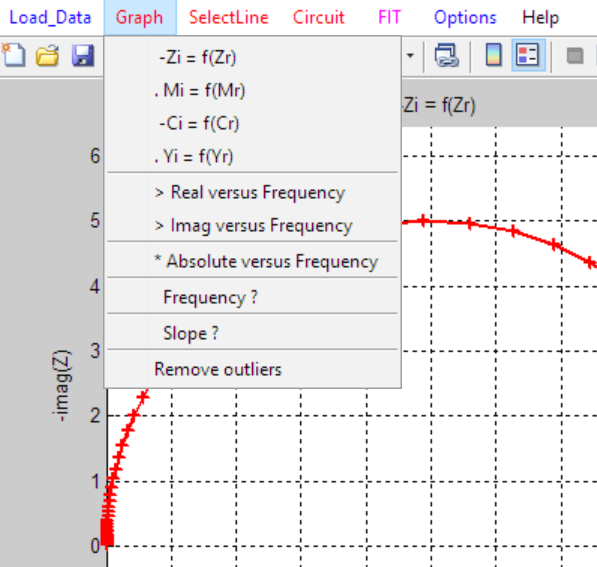 Load_Data Graph SelectLine Circuit FIT Options Help
-Zi = f(Zr)
. Mi = f(Mr)
-Ci = f(Cr)
. Yi = f(Yr)
> Real versus Frequency
> Imag versus Frequency
* Absolute versus Frequency
Frequency ?
Slope ?
Remove outliers
-Zi = f(Zr)
6
5
4
3
2
1
0
-imag(Z)